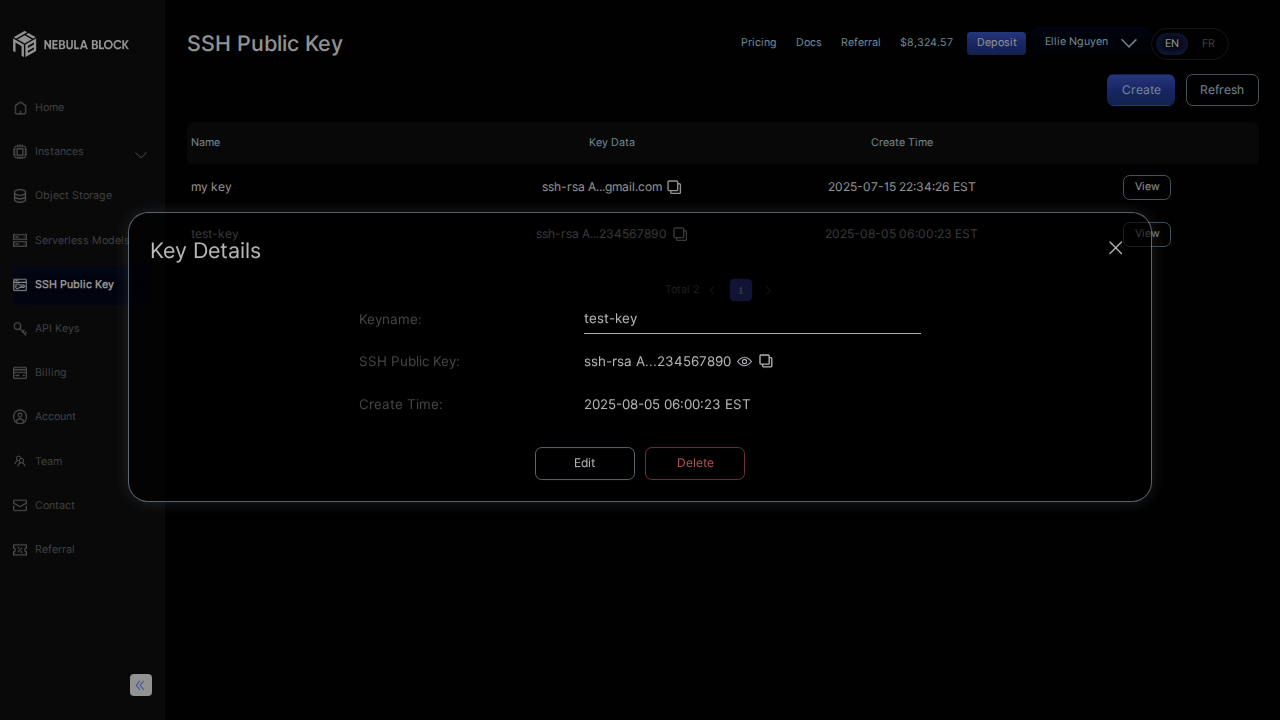 NEBULA BLOCK
SSH Public Key
Pricing
Docs
Referral
$8,324.57
Deposit
Ellie Nguyen
EN
FR
Create
Refresh
Home
Instances
Object Storage
Serverless Models
SSH Public Key
API Keys
Billing
Account
Team
Contact
Referral
Name
Key Data
Create Time
my key
ssh-rsa A...gmail.com
2025-07-15 22:34:26 EST
View
test-key
ssh-rsa A...234567890
2025-08-05 06:00:23 EST
View
Total 2
1
Key Details
Keyname:
test-key
SSH Public Key:
ssh-rsa A...234567890
Create Time:
2025-08-05 06:00:23 EST
Edit
Delete